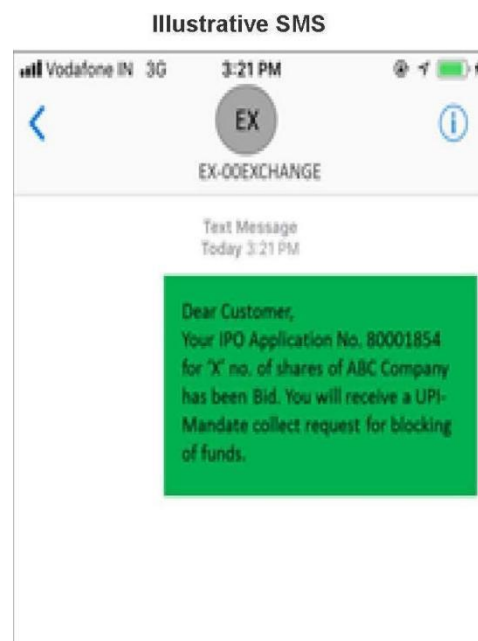 Illustrative SMS
Vodafone IN 3G 3:21 PM
EX
EX-00EXCHANGE
Text Message
Today 3:21 PM
Dear Customer,
Your IPO Application No. 80001854
for 'X' no. of shares of ABC Company
has been Bid. You will receive a UPI-
Mandate collect request for blocking
of funds.